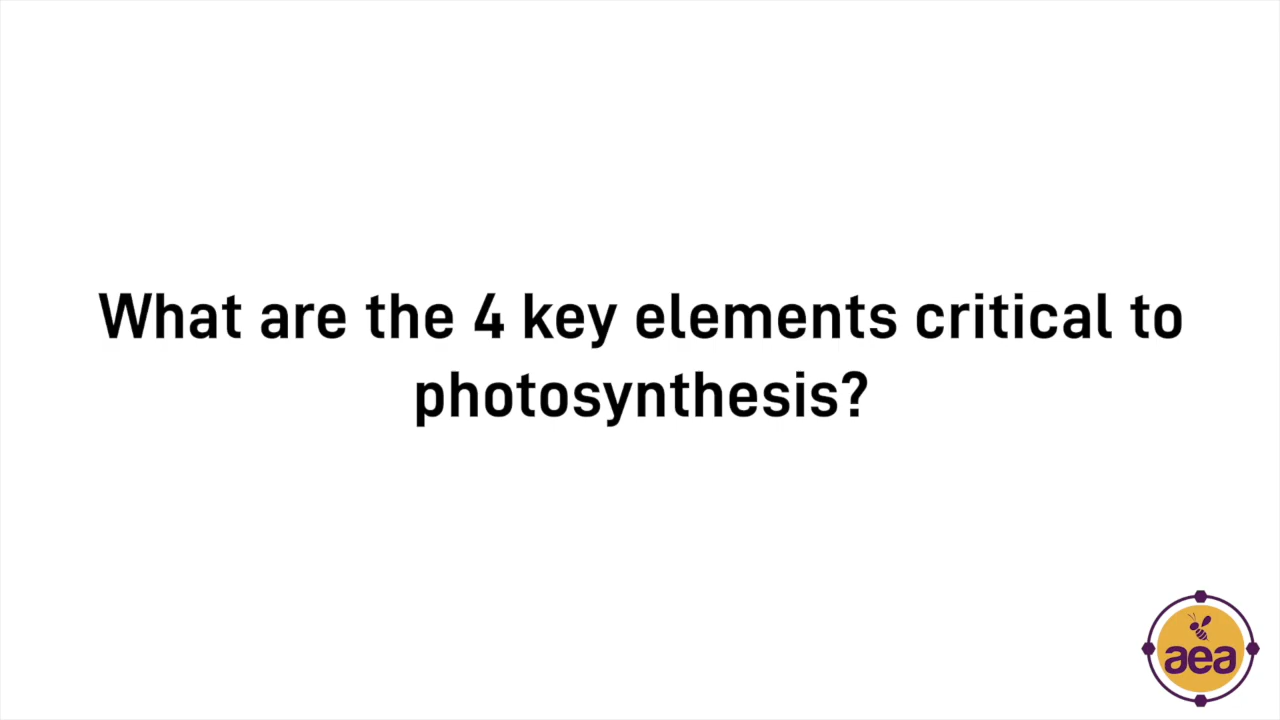 What are the 4 key elements critical to
photosynthesis?
aea